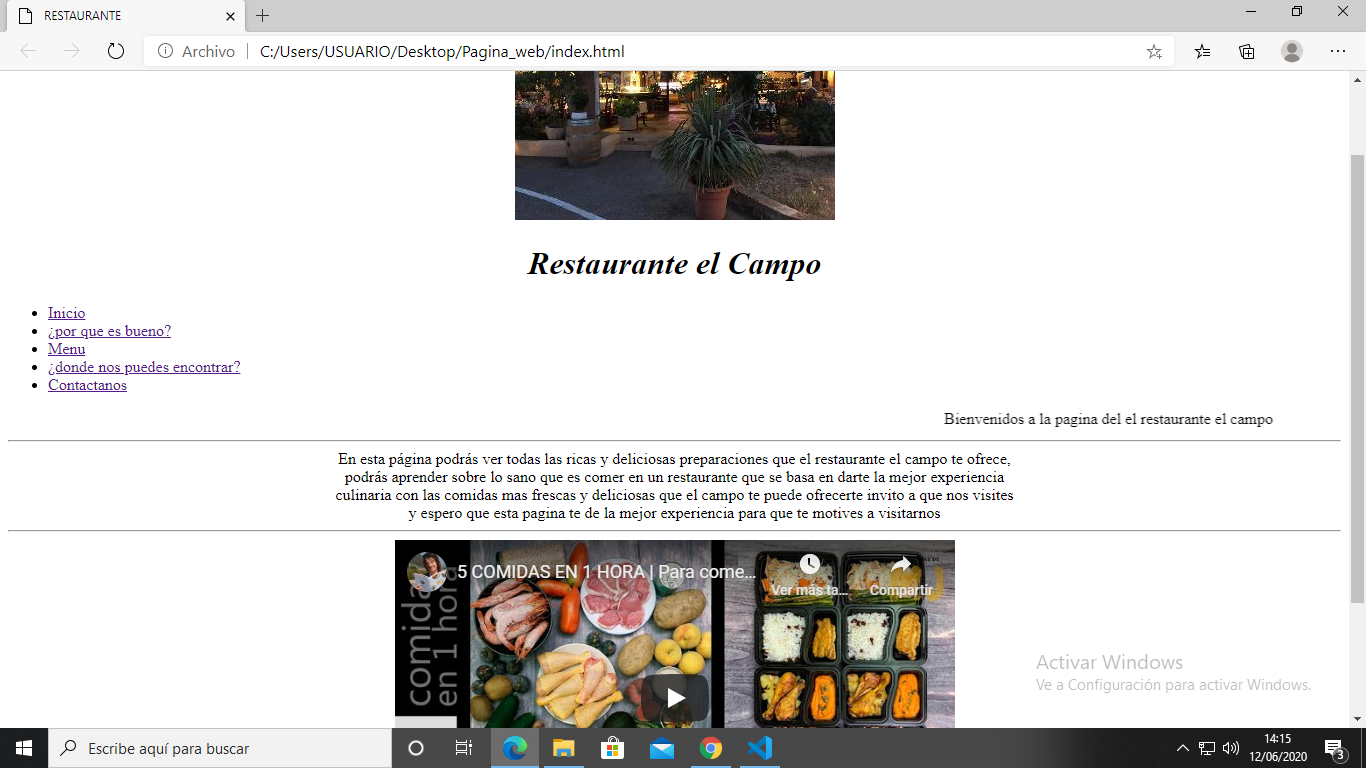 RESTAURANTE
Archivo
C:/Users/USUARIO/Desktop/Pagina_web/index.html
Restaurante el Campo
Inicio
¿por que es bueno?
Menu
¿donde nos puedes encontrar?
Contactanos
Bienvenidos a la pagina del el restaurante el campo
En esta página podrás ver todas las ricas y deliciosas preparaciones que el restaurante el campo te ofrece,
podrás aprender sobre lo sano que es comer en un restaurante que se basa en darte la mejor experiencia
culinaria con las comidas mas frescas y deliciosas que el campo te puede ofrecerte invito a que nos visites
y espero que esta pagina te de la mejor experiencia para que te motives a visitarnos
5 COMIDAS EN 1 HORA | Para come...
Ver más ta...
Compartir
comida
en 1 hora
Activar Windows
Ve a Configuración para activar Windows.
Escribe aquí para buscar
14:15
12/06/2020
3